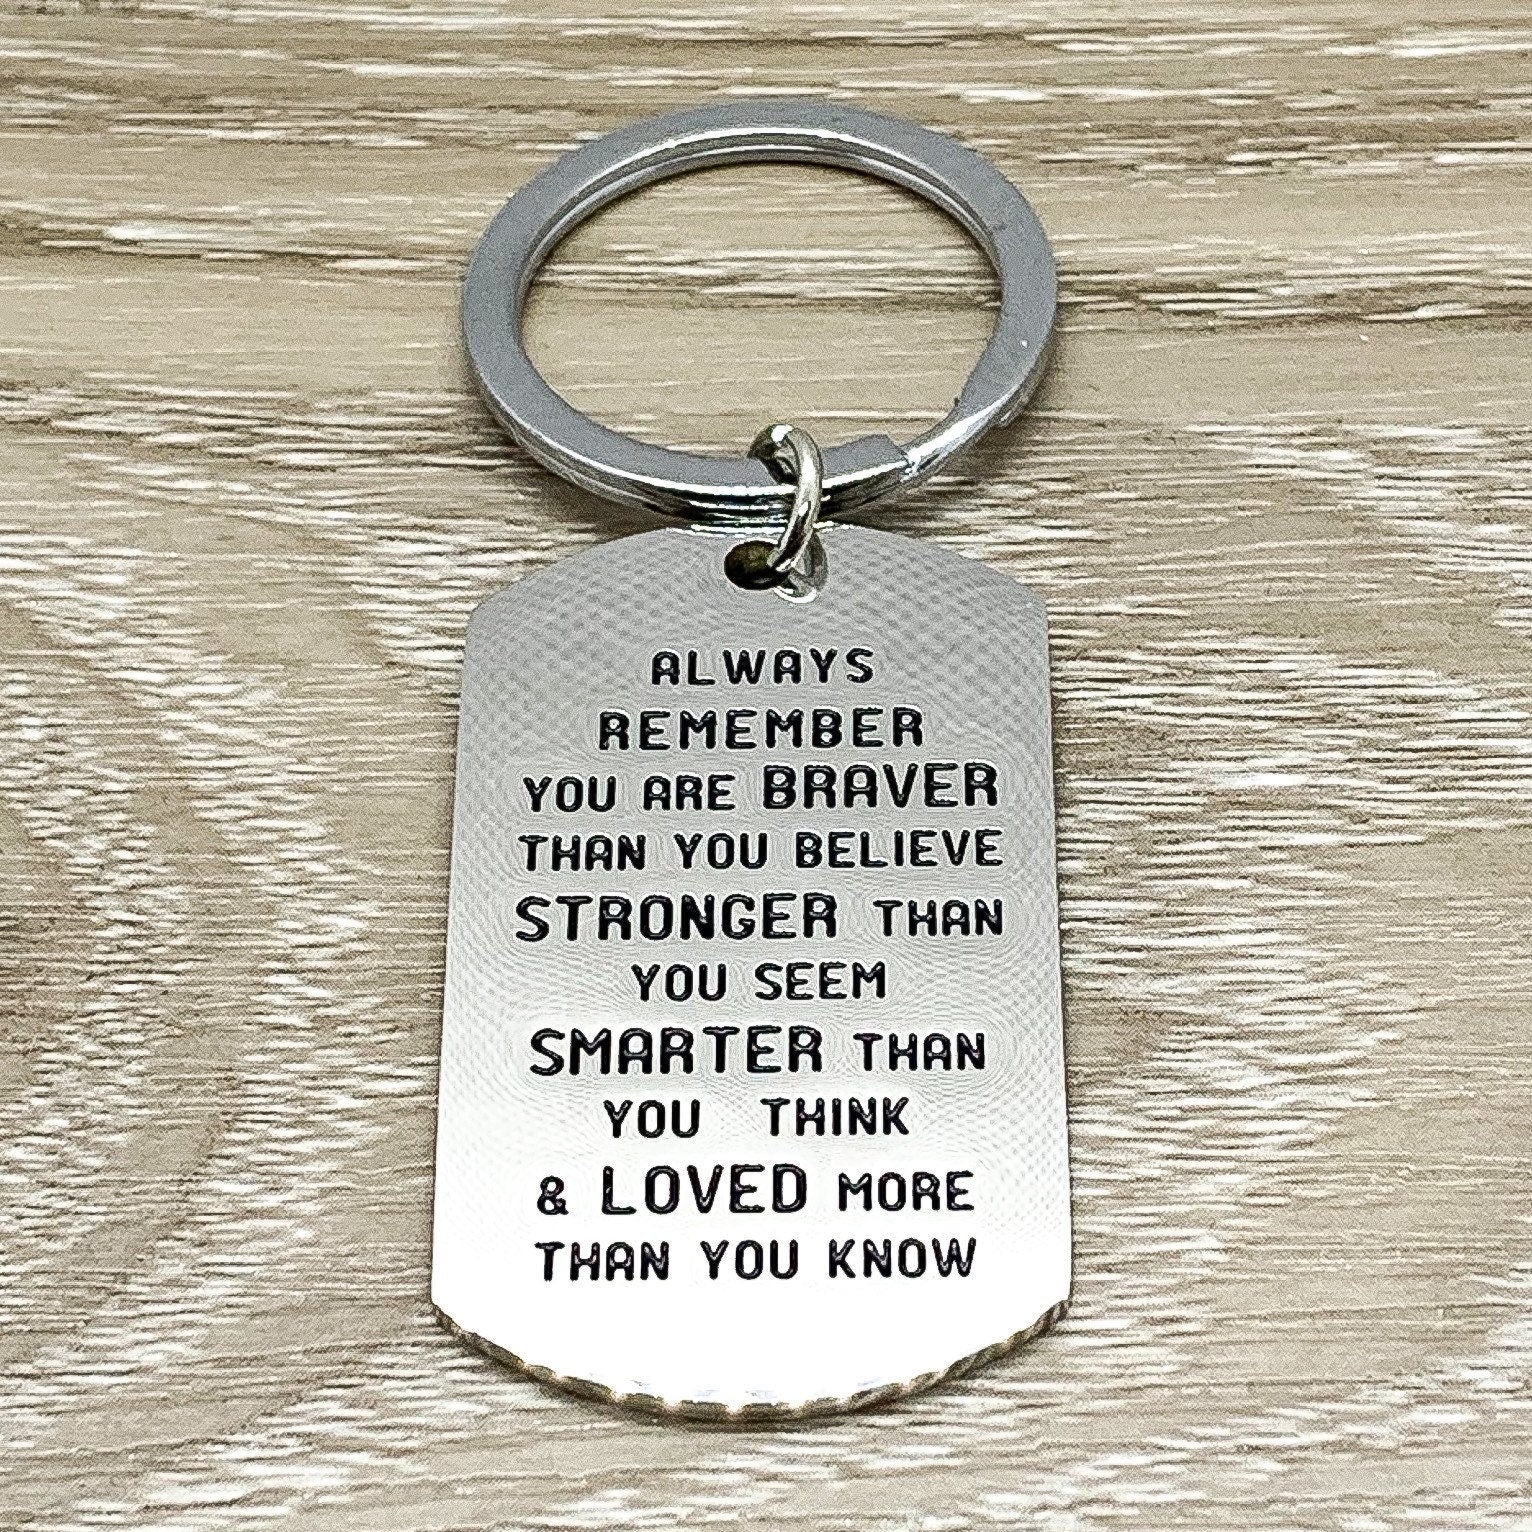 ALWAYS
REMEMBER
YOU ARE BRAVER
THAN YOU BELIEVE
STRONGER THAN
YOU SEEM
SMARTER THAN
YOU THINK
& LOVED MORE
THAN YOU KNOW